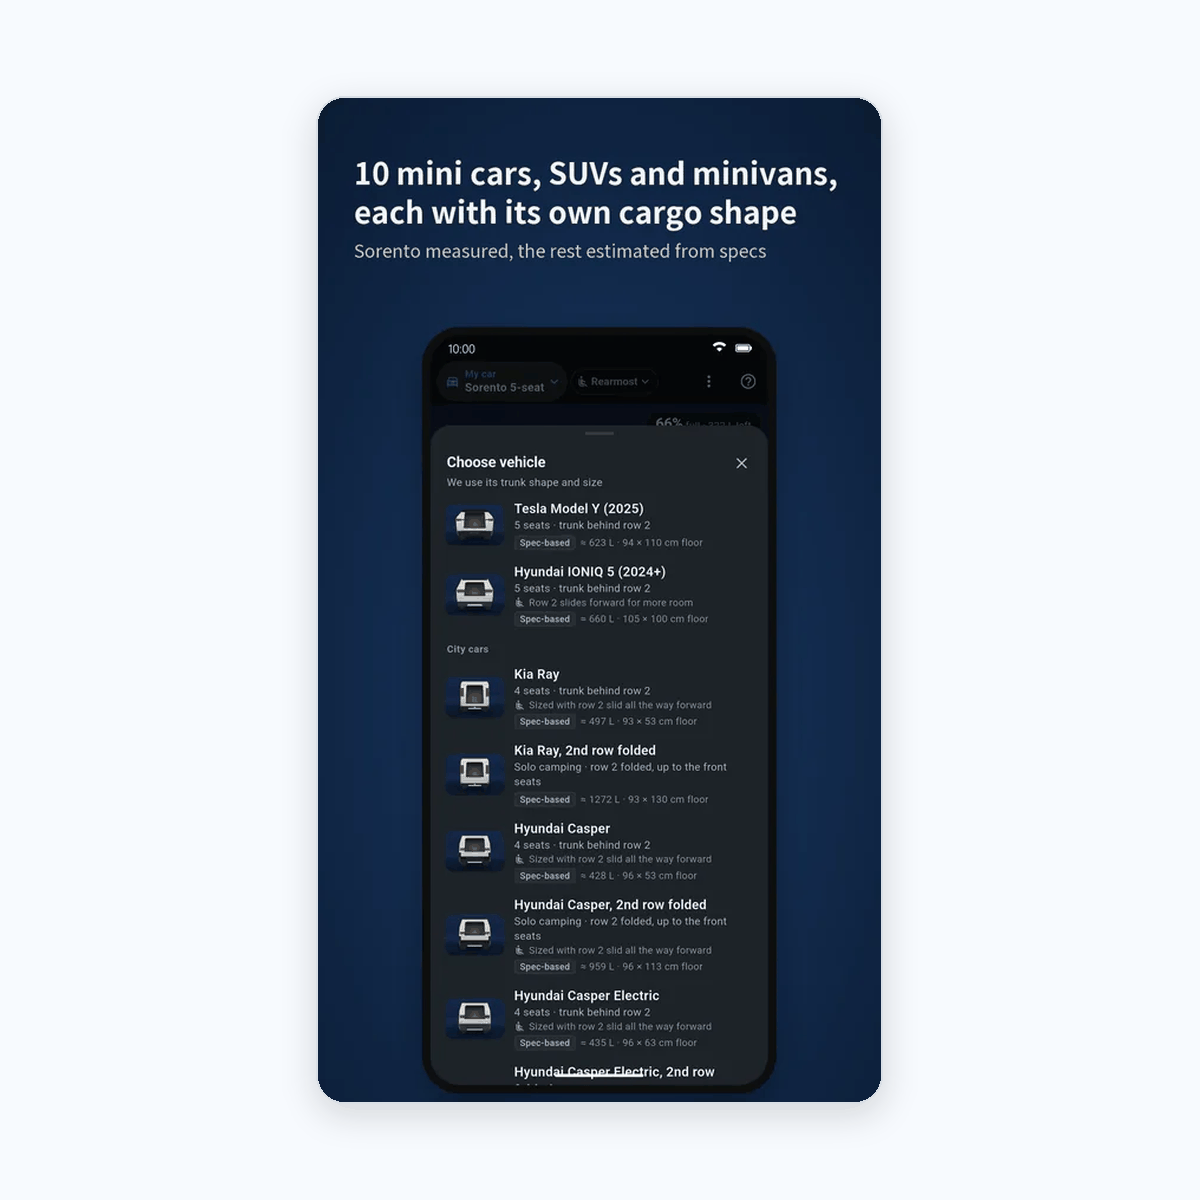 10 mini cars, SUVs and minivans,
each with its own cargo shape
Sorento measured, the rest estimated from specs
10:00
My car
Sorento 5-seat
Rearmost
66%
Choose vehicle
We use its trunk shape and size
Tesla Model Y (2025)
5 seats · trunk behind row 2
Spec-based ≈ 623 L · 94 × 110 cm floor
Hyundai IONIQ 5 (2024+)
5 seats · trunk behind row 2
Row 2 slides forward for more room
Spec-based ≈ 660 L · 105 × 100 cm floor
City cars
Kia Ray
4 seats · trunk behind row 2
Sized with row 2 slid all the way forward
Spec-based ≈ 497 L · 93 × 53 cm floor
Kia Ray, 2nd row folded
Solo camping · row 2 folded, up to the front
seats
Spec-based ≈ 1272 L · 93 × 130 cm floor
Hyundai Casper
4 seats · trunk behind row 2
Sized with row 2 slid all the way forward
Spec-based ≈ 428 L · 96 × 53 cm floor
Hyundai Casper, 2nd row folded
Solo camping · row 2 folded, up to the front
seats
Sized with row 2 slid all the way forward
Spec-based ≈ 959 L · 96 × 113 cm floor
Hyundai Casper Electric
4 seats · trunk behind row 2
Sized with row 2 slid all the way forward
Spec-based ≈ 435 L · 96 × 63 cm floor
Hyundai Casper Electric, 2nd row